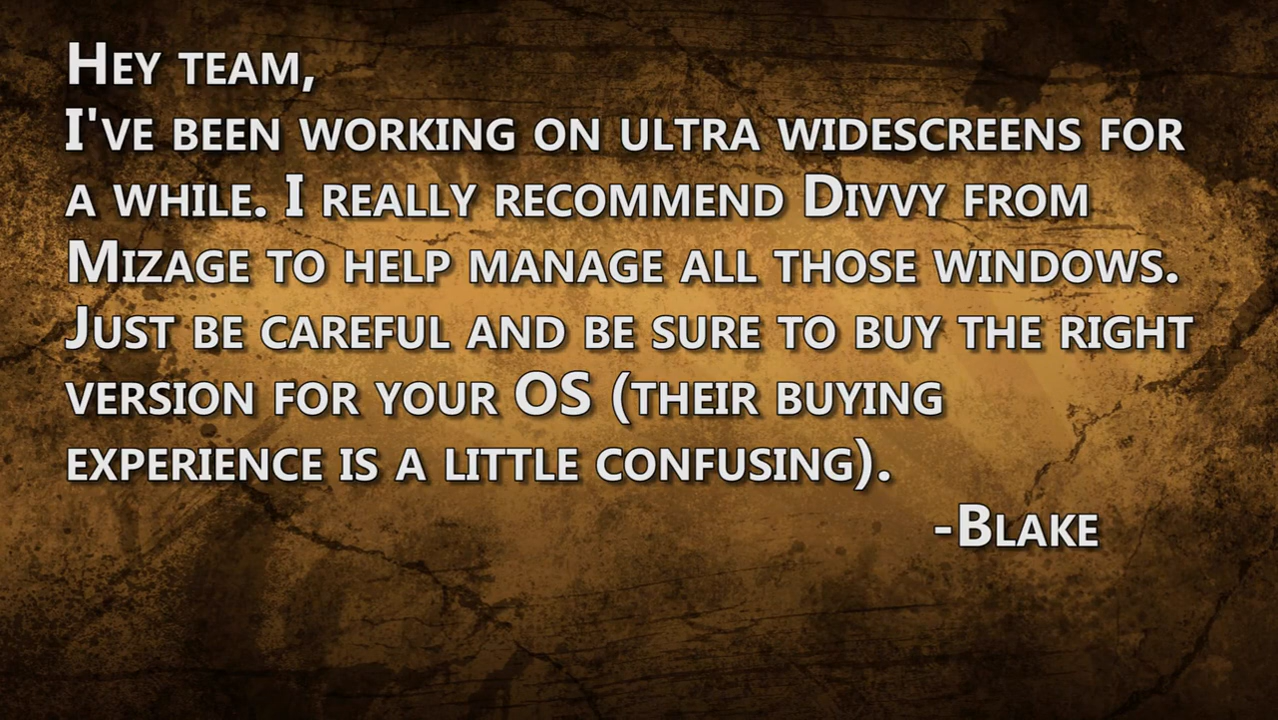 Hey team,
I've been working on ultra widescreens for
a while. I really recommend Divvy from
Mizage to help manage all those windows.
Just be careful and be sure to buy the right
version for your OS (their buying
experience is a little confusing).
-Blake